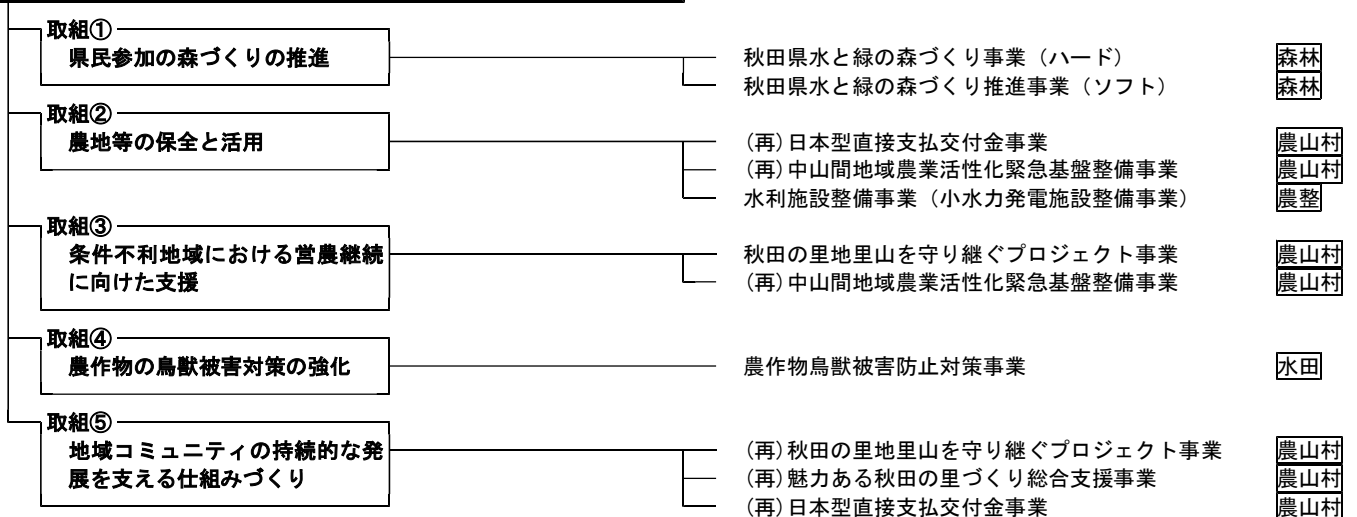 取組①
県民参加の森づくりの推進
秋田県水と緑の森づくり事業（ハード） 森林
秋田県水と緑の森づくり推進事業（ソフト） 森林
取組②
農地等の保全と活用
(再)日本型直接支払交付金事業 農山村
(再)中山間地域農業活性化緊急基盤整備事業 農山村
水利施設整備事業（小水力発電施設整備事業） 農整
取組③
条件不利地域における営農継続
に向けた支援
秋田の里地里山を守り継ぐプロジェクト事業 農山村
(再)中山間地域農業活性化緊急基盤整備事業 農山村
取組④
農作物の鳥獣被害対策の強化
農作物鳥獣被害防止対策事業 水田
取組⑤
地域コミュニティの持続的な発
展を支える仕組みづくり
(再)秋田の里地里山を守り継ぐプロジェクト事業 農山村
(再)魅力ある秋田の里づくり総合支援事業 農山村
(再)日本型直接支払交付金事業 農山村